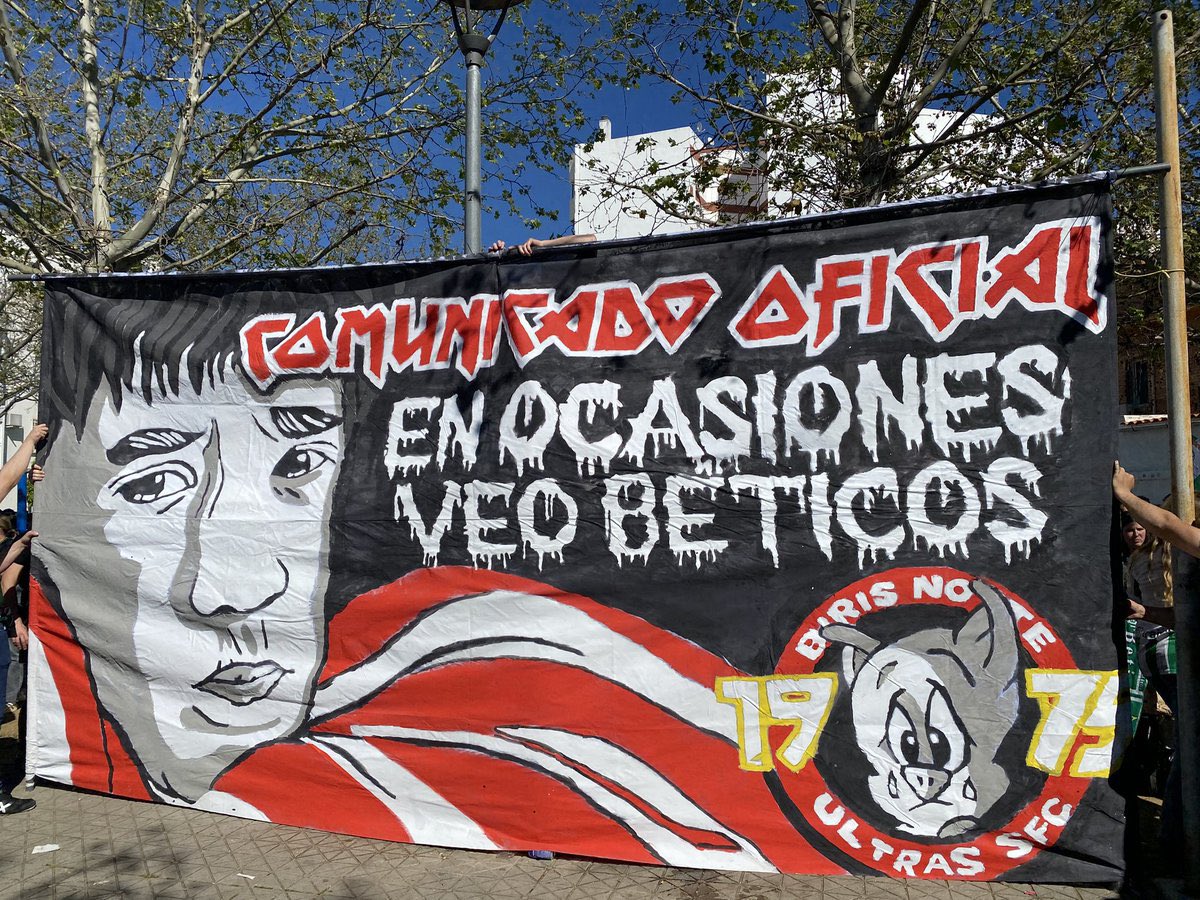 COMUNICADO OFICIAL
EN OCASIONES
VEO BÉTICOS
BIRIS NORTE
1975
ULTRAS SFC